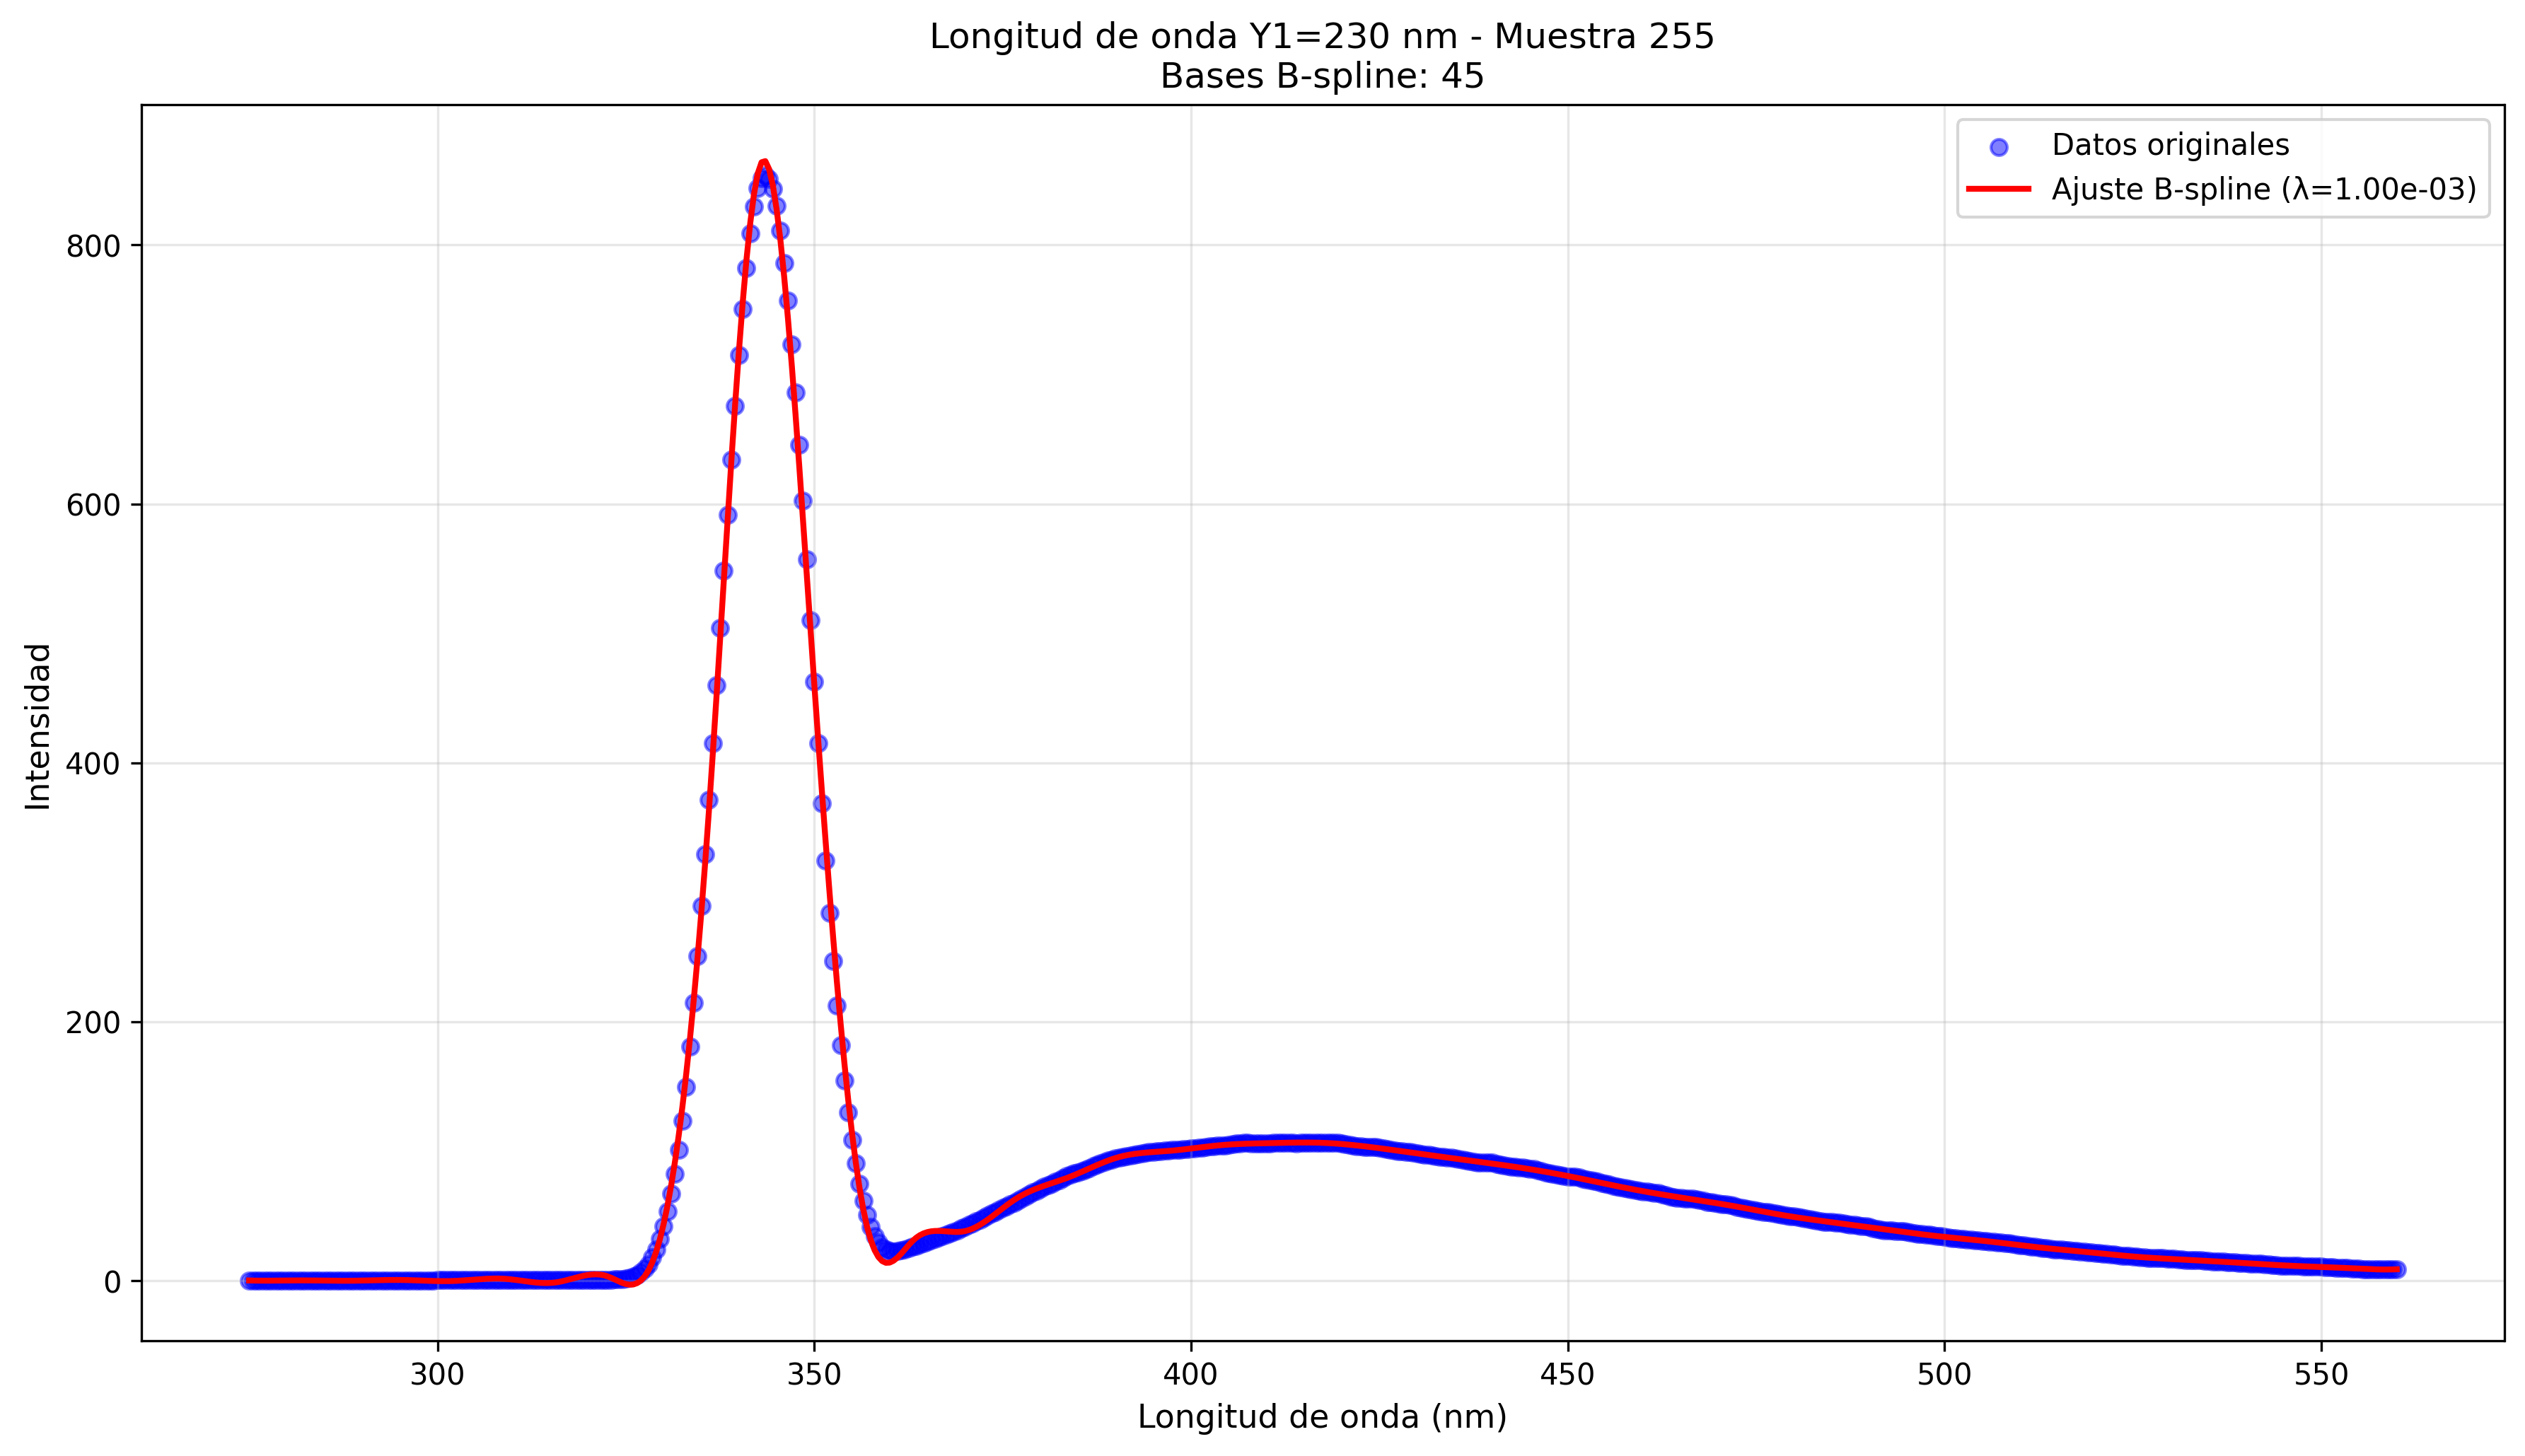 Longitud de onda Y1=230 nm - Muestra 255
Bases B-spline: 45
Datos originales
Ajuste B-spline (λ=1.00e-03)
Intensidad
800
600
400
200
0
300 350 400 450 500 550
Longitud de onda (nm)